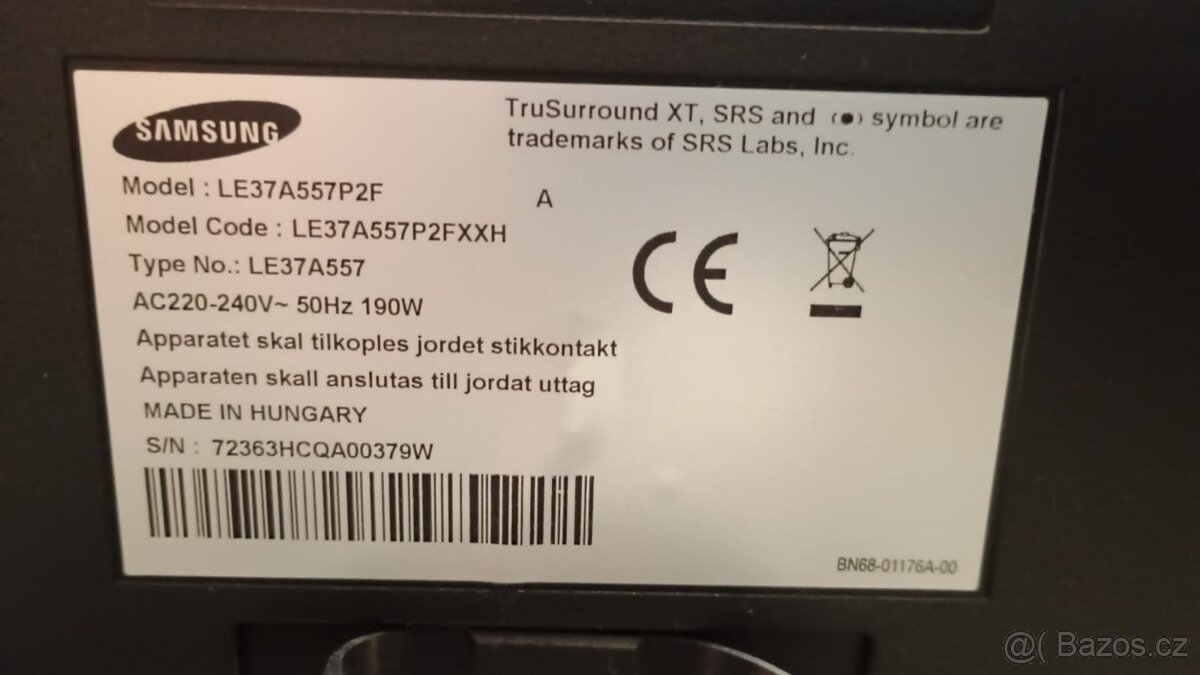 SAMSUNG
TruSurround XT, SRS and (●) symbol are
trademarks of SRS Labs, Inc.
Model : LE37A557P2F
A
Model Code : LE37A557P2FXXH
Type No.: LE37A557
AC220-240V~ 50Hz 190W
Apparatet skal tilkoples jordet stikkontakt
Apparaten skall anslutas till jordat uttag
MADE IN HUNGARY
S/N : 72363HCQA00379W
CE
BN68-01176A-00
@( Bazos.cz